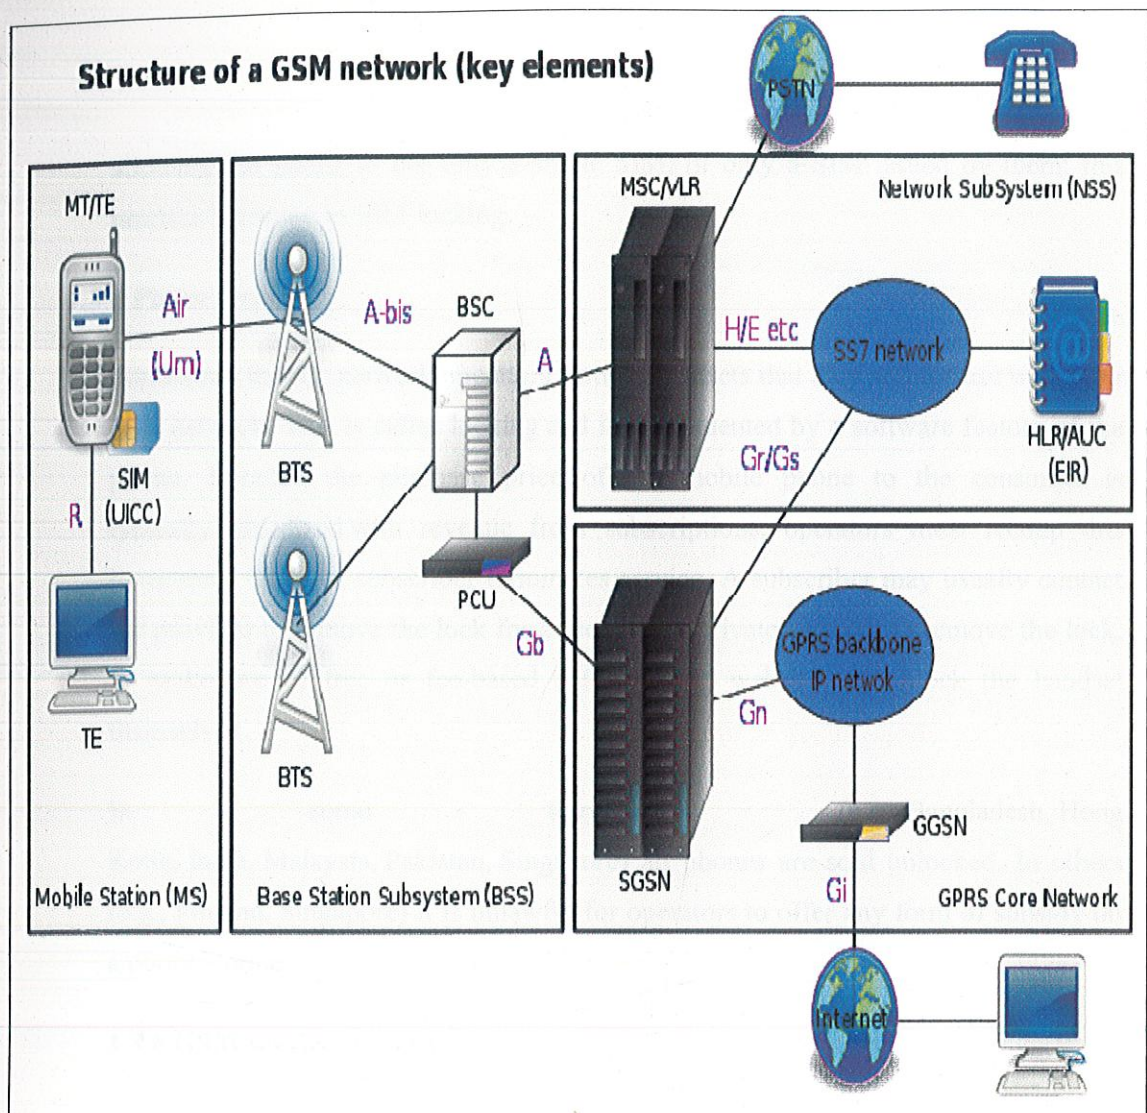 Structure of a GSM network (key elements)
PSTN
MT/TE
Air
(Um)
SIM
(UICC)
R
TE
Mobile Station (MS)
A-bis
BTS
BSC
BTS
PCU
Base Station Subsystem (BSS)
A
Gb
MSC/VLR
Network SubSystem (NSS)
H/E etc
SS7 network
Gr/Gs
HLR/AUC
(EIR)
GPRS backbone
IP netwok
Gn
SGSN
GGSN
Gi
GPRS Core Network
Internet